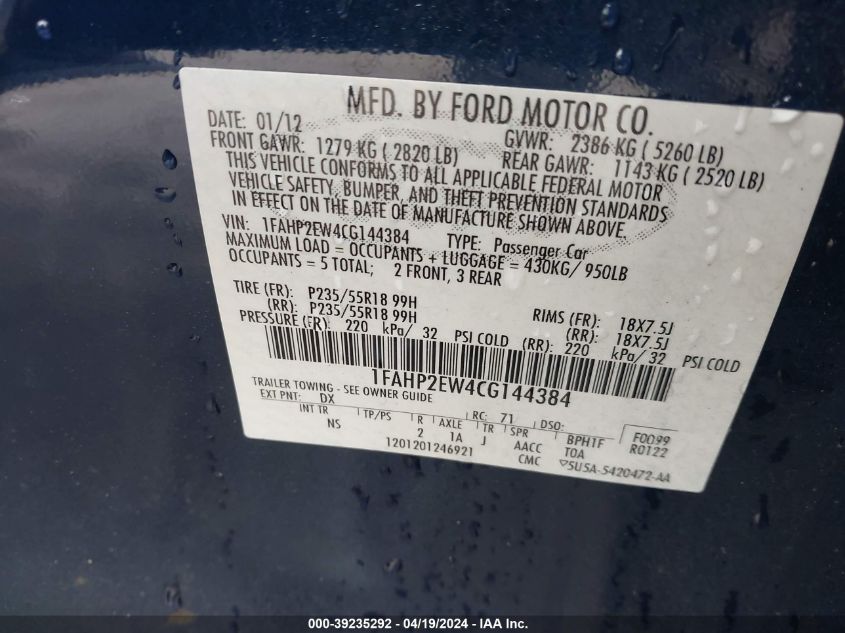 MFD. BY FORD MOTOR CO.
DATE: 01/12 GVWR: 2386 KG ( 5260 LB)
FRONT GAWR: 1279 KG ( 2820 LB) REAR GAWR: 1143 KG ( 2520 LB)
THIS VEHICLE CONFORMS TO ALL APPLICABLE FEDERAL MOTOR
VEHICLE SAFETY, BUMPER, AND THEFT PREVENTION STANDARDS
IN EFFECT ON THE DATE OF MANUFACTURE SHOWN ABOVE.
VIN: 1FAHP2EW4CG144384 TYPE: Passenger Car
MAXIMUM LOAD = OCCUPANTS + LUGGAGE = 430KG/ 950LB
OCCUPANTS = 5 TOTAL; 2 FRONT, 3 REAR
TIRE (FR): P235/55R18 99H RIMS (FR): 18X7.5J
(RR): P235/55R18 99H (RR): 18X7.5J
PRESSURE (FR): 220 kPa/ 32 PSI COLD (RR): 220 kPa/ 32 PSI COLD
1FAHP2EW4CG144384
TRAILER TOWING - SEE OWNER GUIDE
EXT PNT: DX RC: 71 DSO:
INT TR TP/PS R AXLE TR SPR BPH1F F0099
NS 2 1A J AACC TOA R0122
1201201246921 CMC 5U5A-5420472-AA
000-39235292 - 04/19/2024 - IAA Inc.